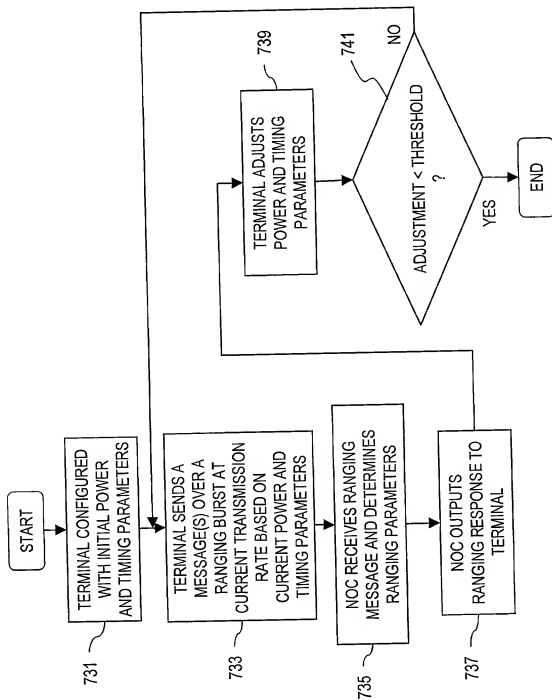 START
TERMINAL CONFIGURED
WITH INITIAL POWER
AND TIMING PARAMETERS
731
TERMINAL SENDS A
MESSAGE(S) OVER A
RANGING BURST AT
CURRENT TRANSMISSION
RATE BASED ON
CURRENT POWER AND
TIMING PARAMETERS
733
NOC RECEIVES RANGING
MESSAGE AND DETERMINES
RANGING PARAMETERS
735
NOC OUTPUTS
RANGING RESPONSE TO
TERMINAL
737
TERMINAL ADJUSTS
POWER AND TIMING
PARAMETERS
739
ADJUSTMENT < THRESHOLD
?
741
NO
YES
END